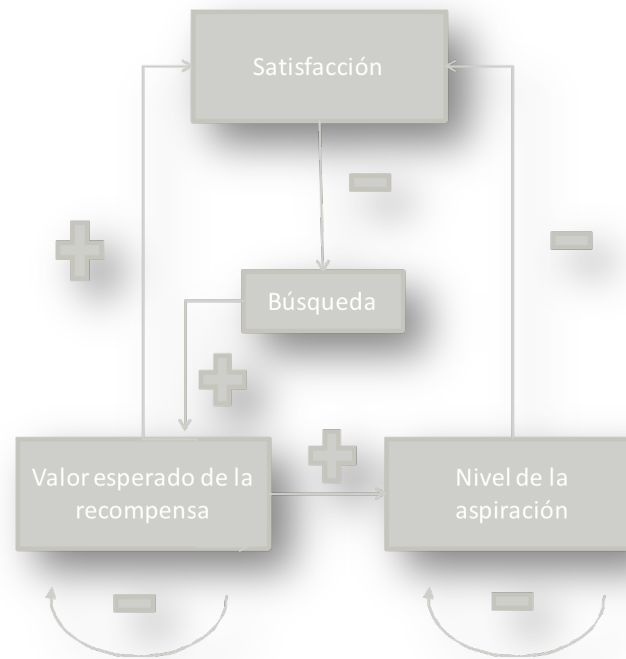 Satisfacción
Búsqueda
Valor esperado de la
recompensa
Nivel de la
aspiración